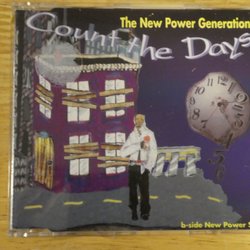 The New Power Generation
Count the Days
b-side New Power